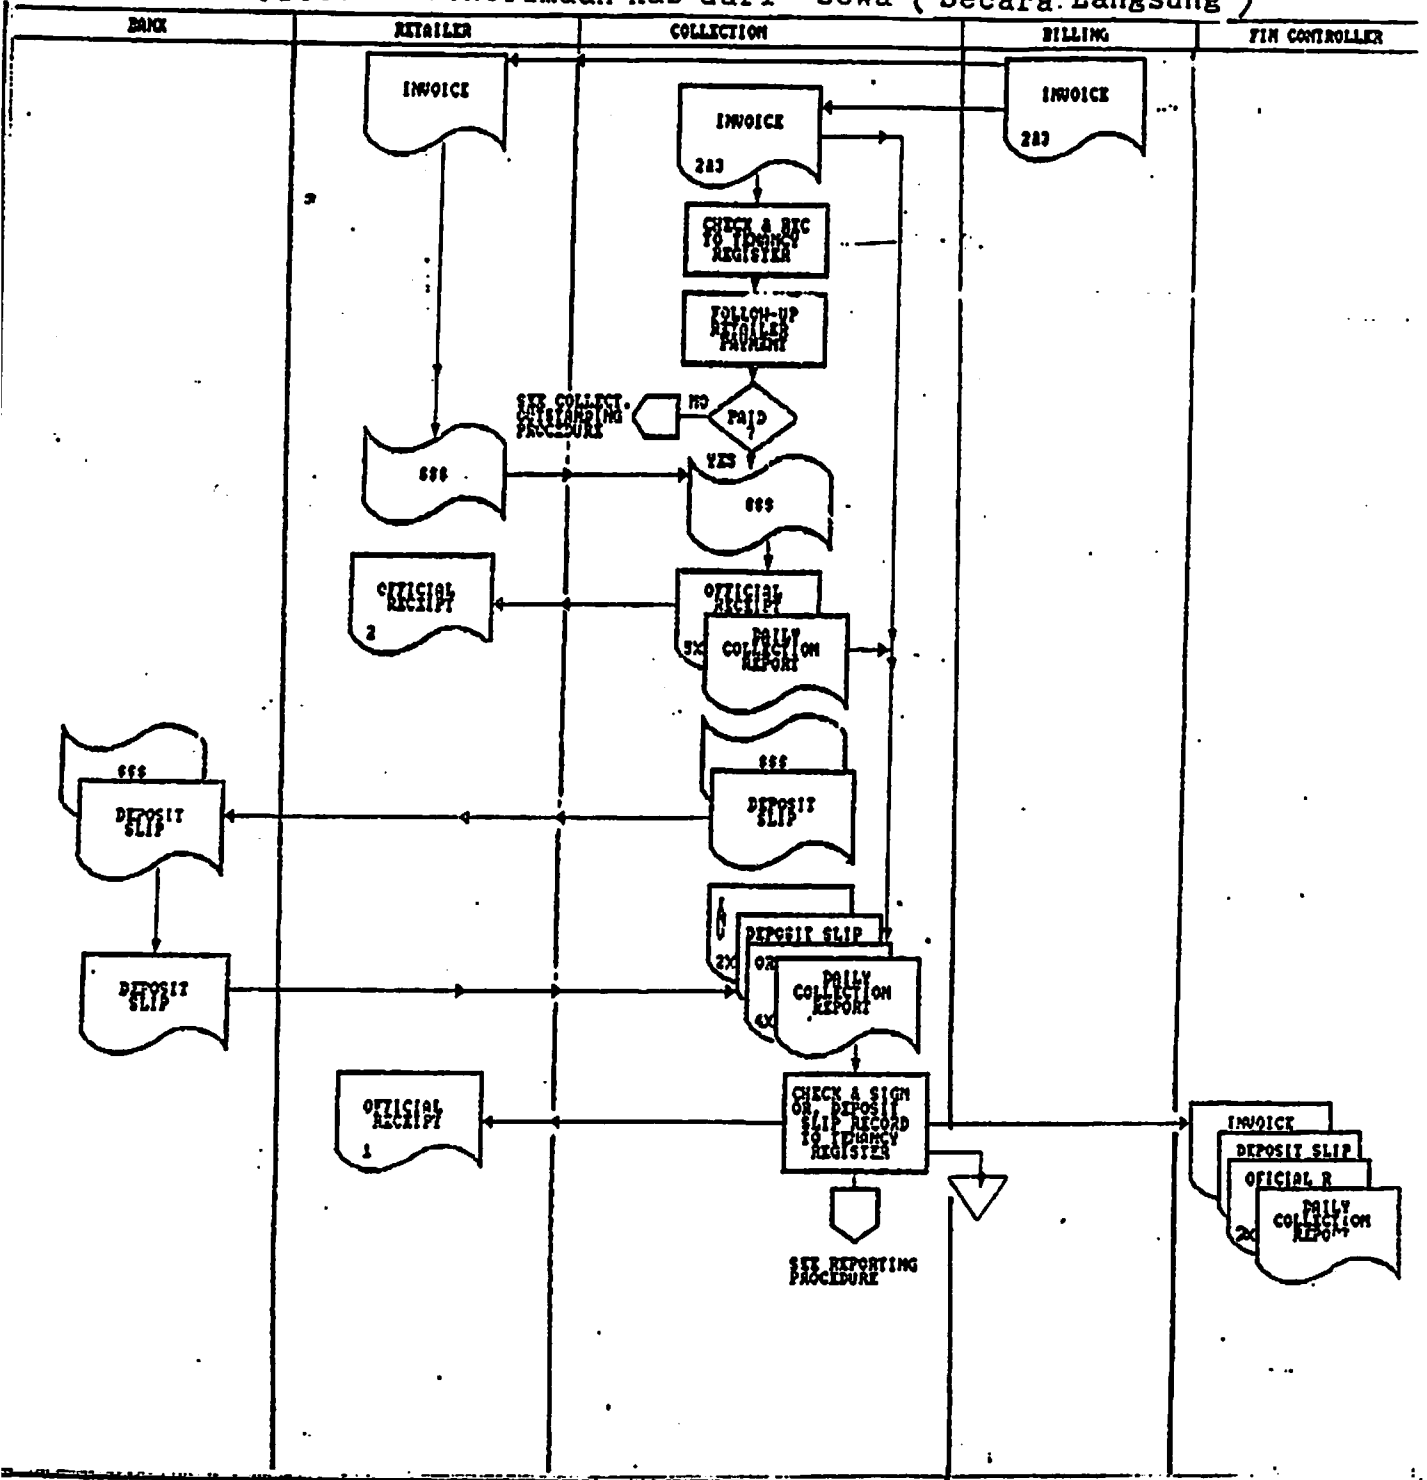 Penerimaan Kas dari Sewa ( Secara Langsung )
BANK
RETAILER
COLLECTION
BILLING
FIN CONTROLLER
INVOICE
INVOICE
2&3
INVOICE
2&3
CHECK & REC
TO TENANCY
REGISTER
FOLLOW-UP
RETAILER
PAYMENT
SEE COLLECT.
OUTSTANDING
PROCEDURE
NO
PAID
?
YES
$$$
$$$
OFFICIAL
RECEIPT
2
OFFICIAL
RECEIPT
5X
DAILY
COLLECTION
REPORT
$$$
DEPOSIT
SLIP
$$$
DEPOSIT
SLIP
DEPOSIT
SLIP
INV
2X
DEPOSIT SLIP
OR
4X
DAILY
COLLECTION
REPORT
OFFICIAL
RECEIPT
1
CHECK & SIGN
OR, DEPOSIT
SLIP RECORD
TO TENANCY
REGISTER
INVOICE
DEPOSIT SLIP
OFICIAL R
2X
DAILY
COLLECTION
REPORT
SEE REPORTING
PROCEDURE